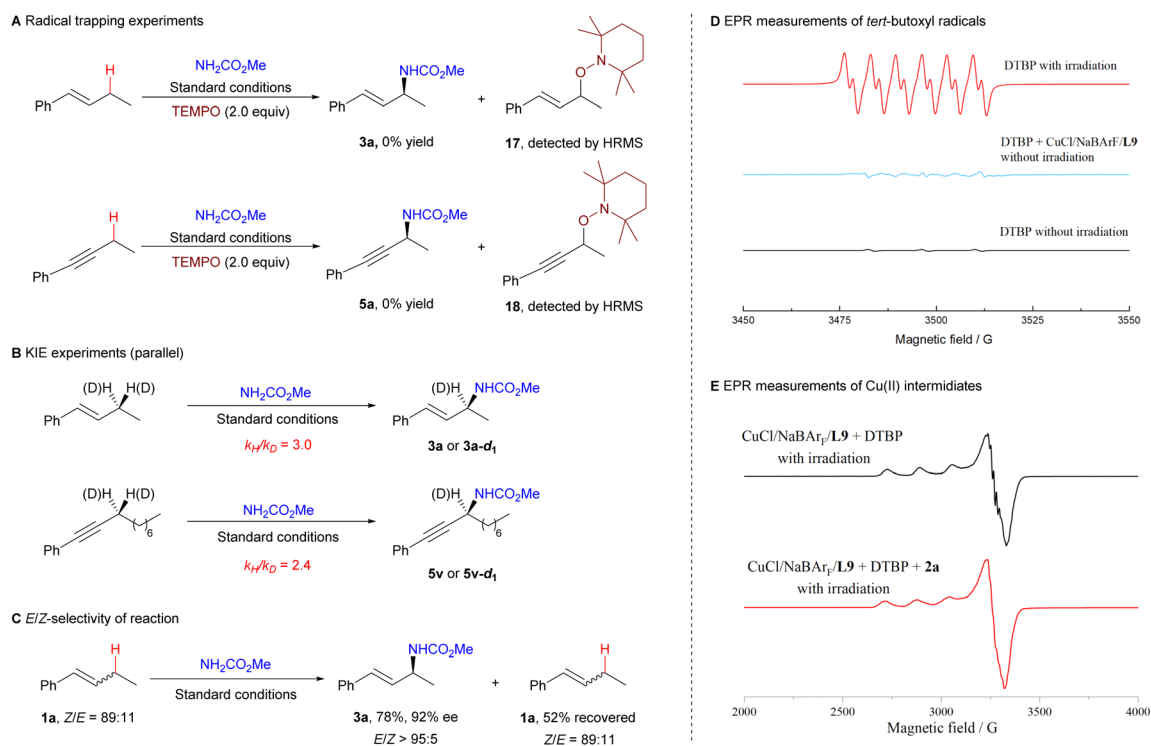 A Radical trapping experiments
H
Ph
NH2CO2Me
Standard conditions
TEMPO (2.0 equiv)
NHCO2Me
Ph
3a, 0% yield
+
O
N
Ph
17, detected by HRMS
H
Ph
NH2CO2Me
Standard conditions
TEMPO (2.0 equiv)
NHCO2Me
Ph
5a, 0% yield
+
O
N
Ph
18, detected by HRMS
B KIE experiments (parallel)
(D)H H(D)
Ph
NH2CO2Me
Standard conditions
kH/kD = 3.0
(D)H NHCO2Me
Ph
3a or 3a-d1
(D)H H(D)
( )6
Ph
NH2CO2Me
Standard conditions
kH/kD = 2.4
(D)H NHCO2Me
( )6
Ph
5v or 5v-d1
C E/Z-selectivity of reaction
H
Ph
1a, Z/E = 89:11
NH2CO2Me
Standard conditions
NHCO2Me
Ph
3a 78%, 92% ee
E/Z > 95:5
+
H
Ph
1a, 52% recovered
Z/E = 89:11
D EPR measurements of tert-butoxyl radicals
DTBP with irradiation
DTBP + CuCl/NaBArF/L9
without irradiation
DTBP without irradiation
3450 3475 3500 3525 3550
Magnetic field / G
E EPR measurements of Cu(II) intermidiates
CuCl/NaBArF/L9 + DTBP
with irradiation
CuCl/NaBArF/L9 + DTBP + 2a
with irradiation
2000 2500 3000 3500 4000
Magnetic field / G